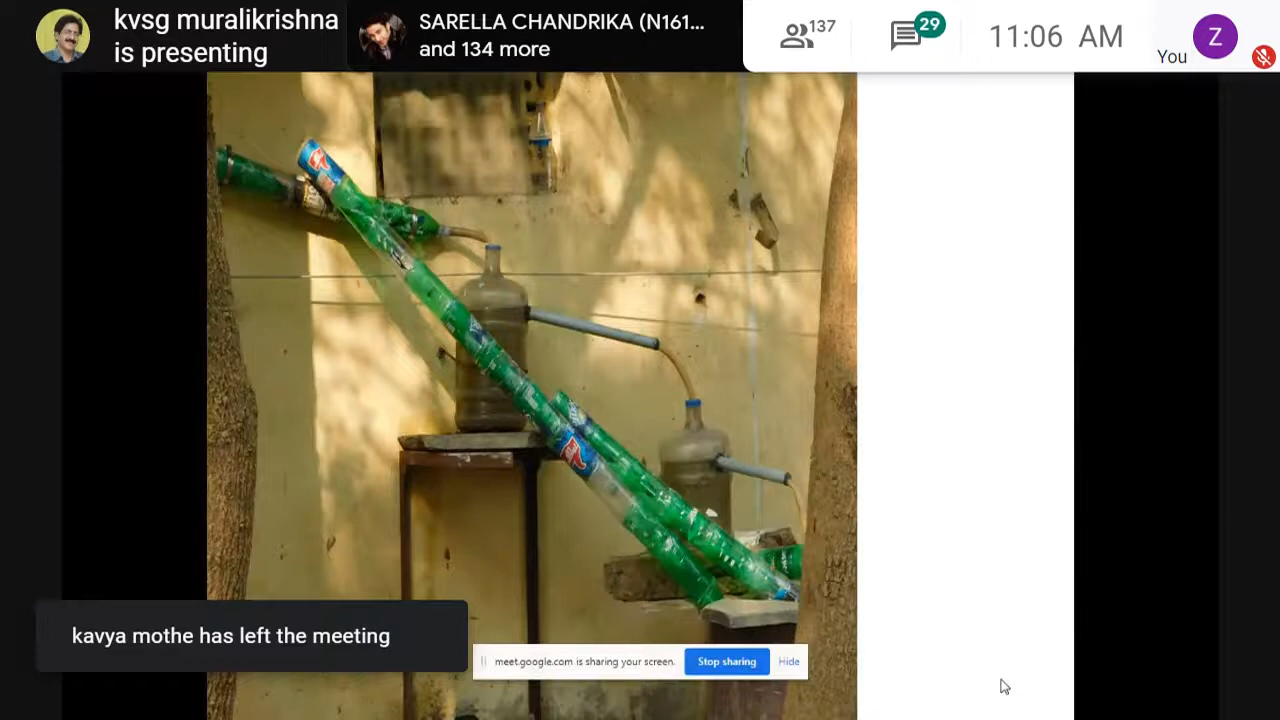 kvsg muralikrishna
is presenting
SARELLA CHANDRIKA (N161...
and 134 more
137
29
11:06 AM
You
Z
kavya mothe has left the meeting
meet.google.com is sharing your screen.
Stop sharing
Hide